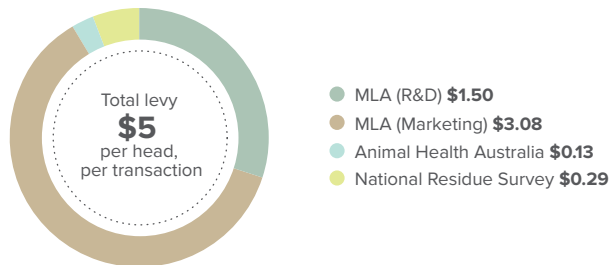 Total levy
$5
per head,
per transaction
MLA (R&D) $1.50
MLA (Marketing) $3.08
Animal Health Australia $0.13
National Residue Survey $0.29